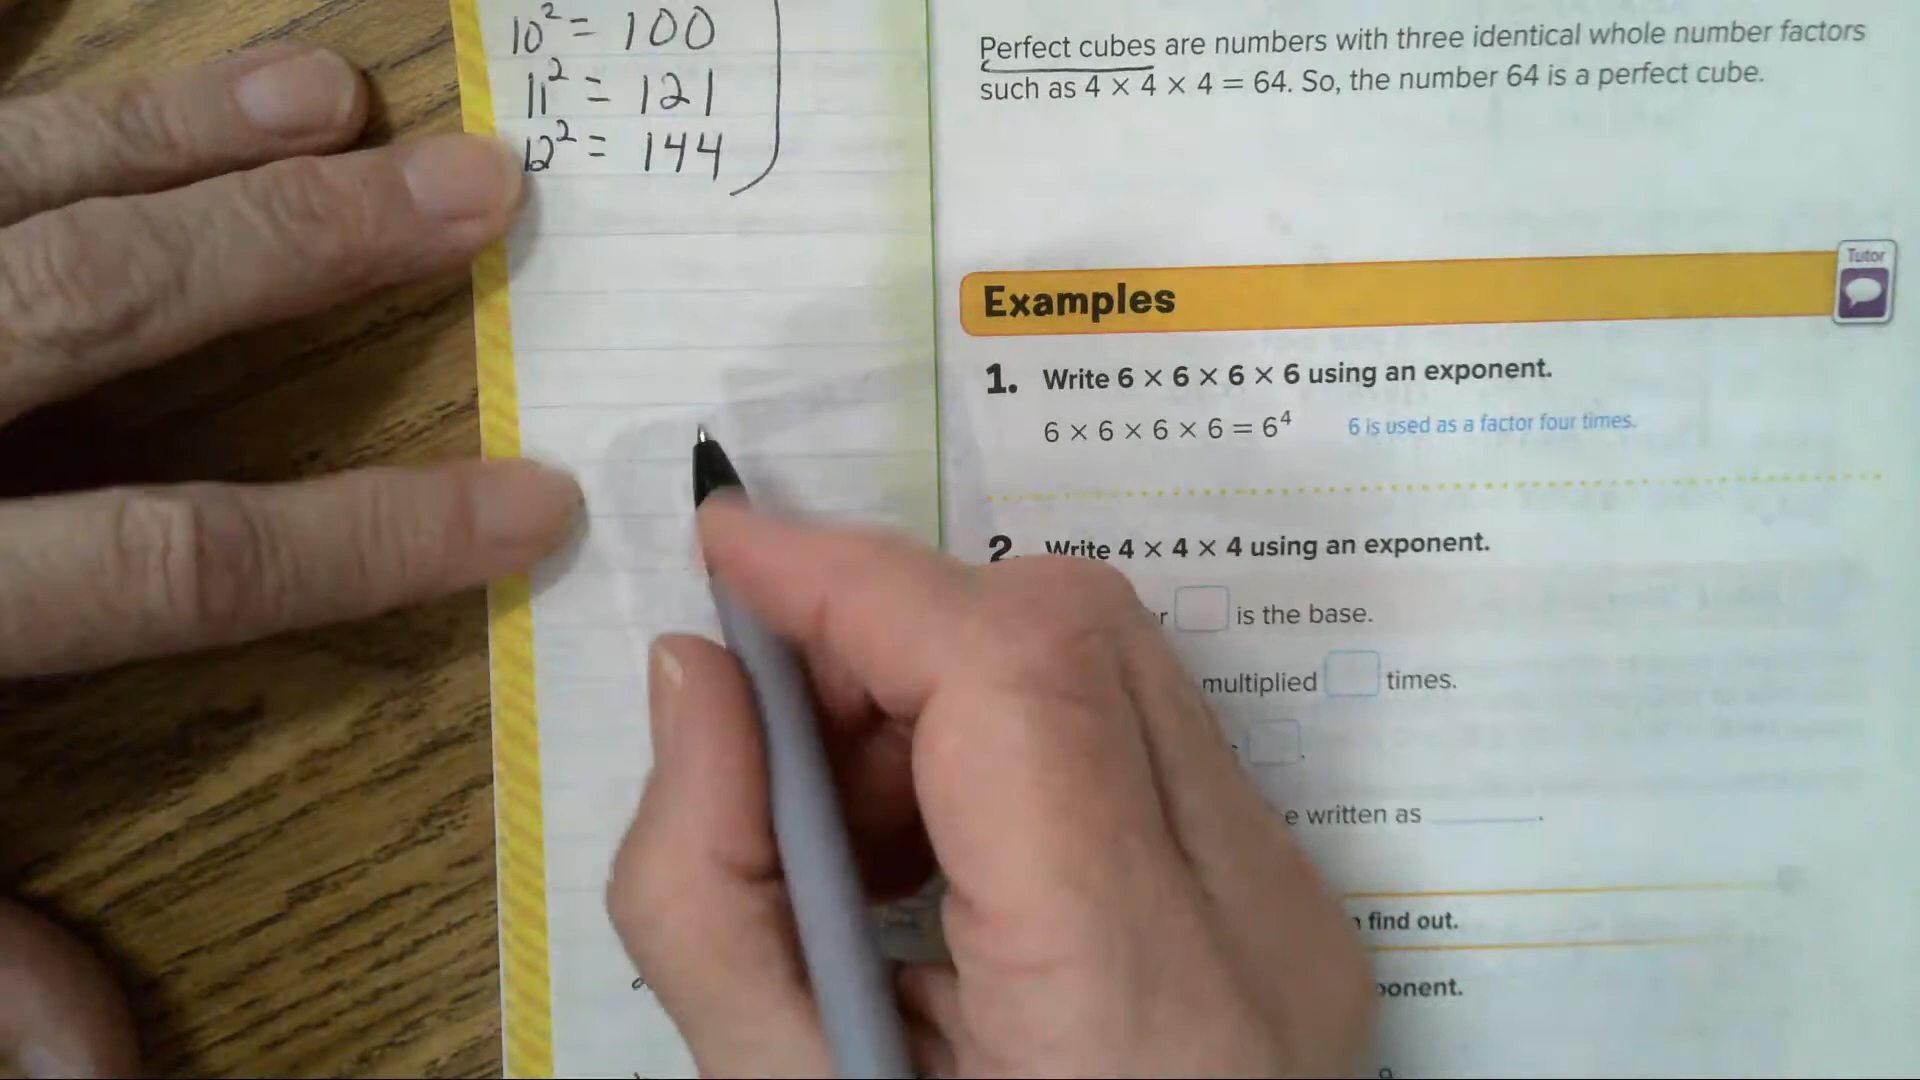 10² = 100
11² = 121
12² = 144
Perfect cubes are numbers with three identical whole number factors
such as 4 × 4 × 4 = 64. So, the number 64 is a perfect cube.
Tutor
Examples
1. Write 6 × 6 × 6 × 6 using an exponent.
6 × 6 × 6 × 6 = 6⁴ 6 is used as a factor four times.
2. Write 4 × 4 × 4 using an exponent.
is the base.
multiplied times.
.
written as ______.
find out.
ponent.